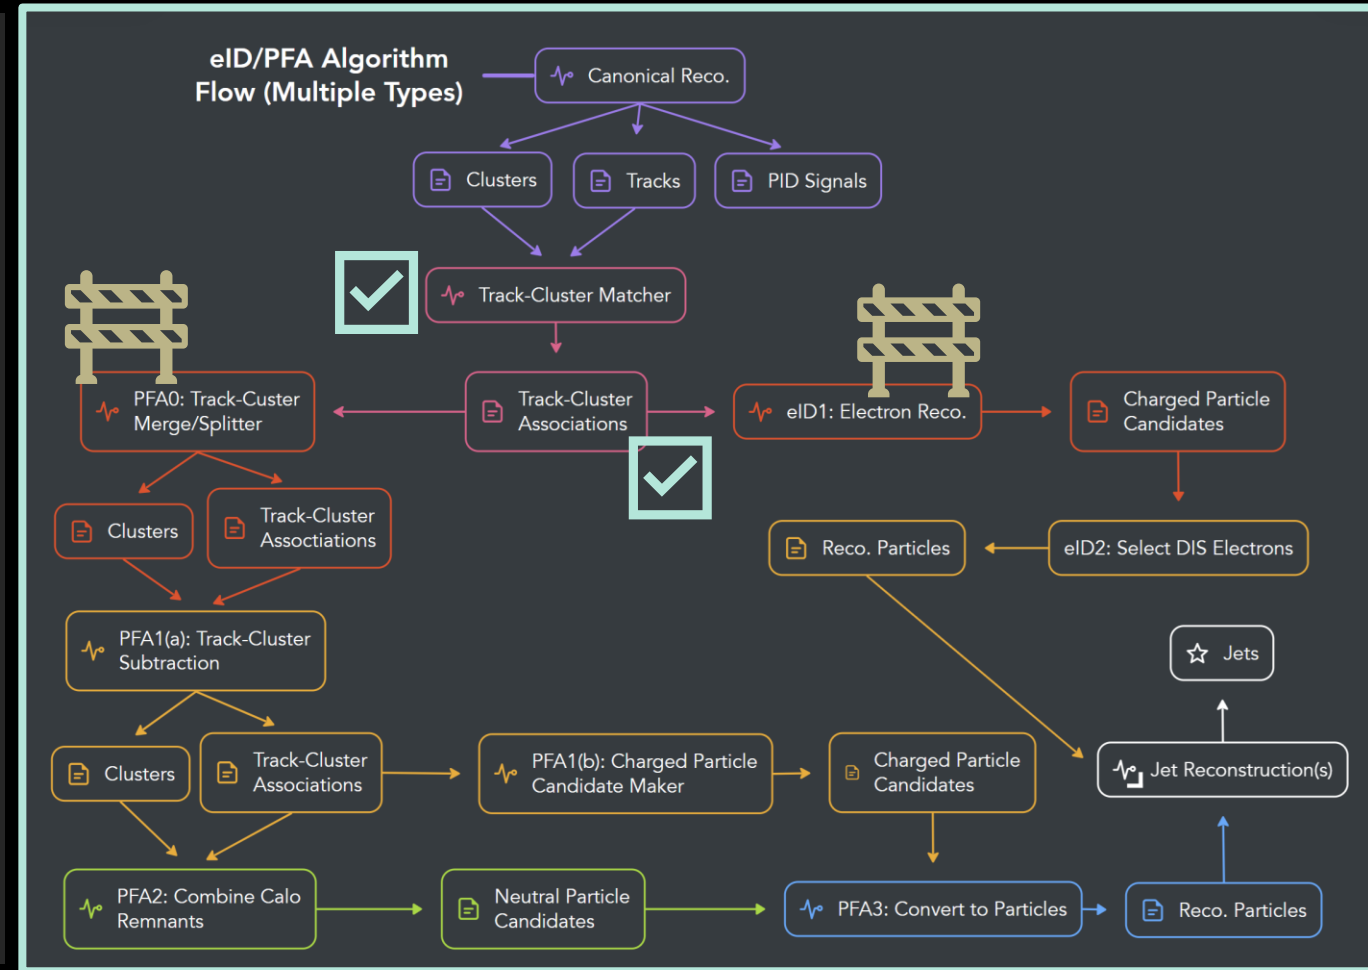 eID/PFA Algorithm
Flow (Multiple Types)
Canonical Reco.
Clusters
Tracks
PID Signals
Track-Cluster Matcher
PFA0: Track-Custer
Merge/Splitter
Track-Cluster
Associations
eID1: Electron Reco.
Charged Particle
Candidates
Clusters
Track-Cluster
Assoctiations
Reco. Particles
eID2: Select DIS Electrons
PFA1(a): Track-Cluster
Subtraction
Jets
Clusters
Track-Cluster
Associations
PFA1(b): Charged Particle
Candidate Maker
Charged Particle
Candidates
Jet Reconstruction(s)
PFA2: Combine Calo
Remnants
Neutral Particle
Candidates
PFA3: Convert to Particles
Reco. Particles